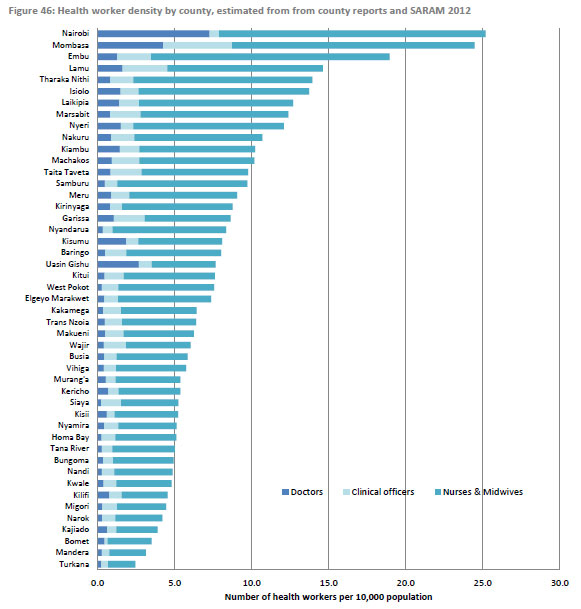 Figure 46: Health worker density by county, estimated from from county reports and SARAM 2012
Nairobi
Mombasa
Embu
Lamu
Tharaka Nithi
Isiolo
Laikipia
Marsabit
Nyeri
Nakuru
Kiambu
Machakos
Taita Taveta
Samburu
Meru
Kirinyaga
Garissa
Nyandarua
Kisumu
Baringo
Uasin Gishu
Kitui
West Pokot
Elgeyo Marakwet
Kakamega
Trans Nzoia
Makueni
Wajir
Busia
Vihiga
Murang'a
Kericho
Siaya
Kisii
Nyamira
Homa Bay
Tana River
Bungoma
Nandi
Kwale
Kilifi
Migori
Narok
Kajiado
Bomet
Mandera
Turkana
Doctors Clinical officers Nurses & Midwives
0.0 5.0 10.0 15.0 20.0 25.0 30.0
Number of health workers per 10,000 population